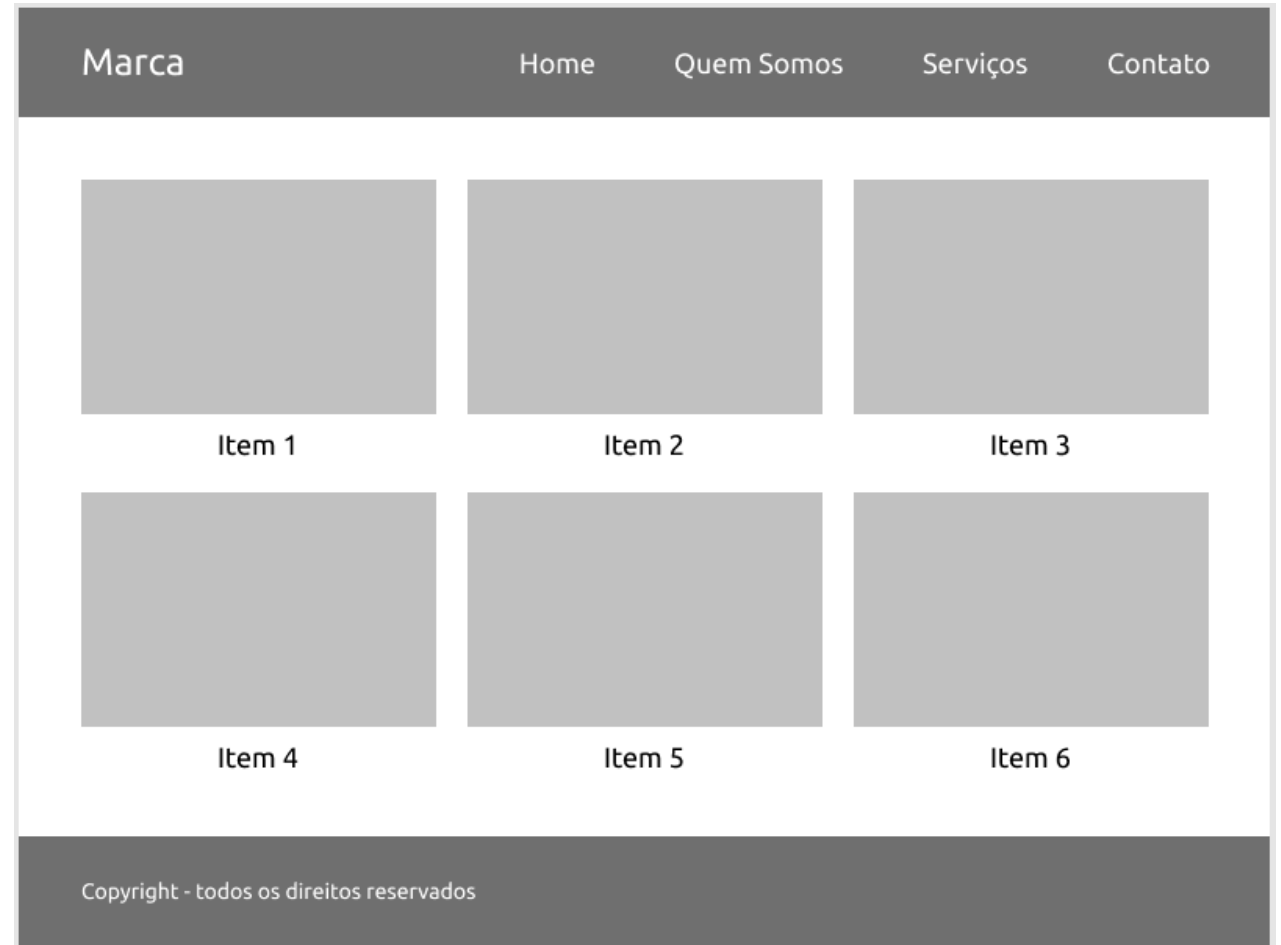 Marca
Home Quem Somos Serviços Contato
Item 1 Item 2 Item 3
Item 4 Item 5 Item 6
Copyright - todos os direitos reservados